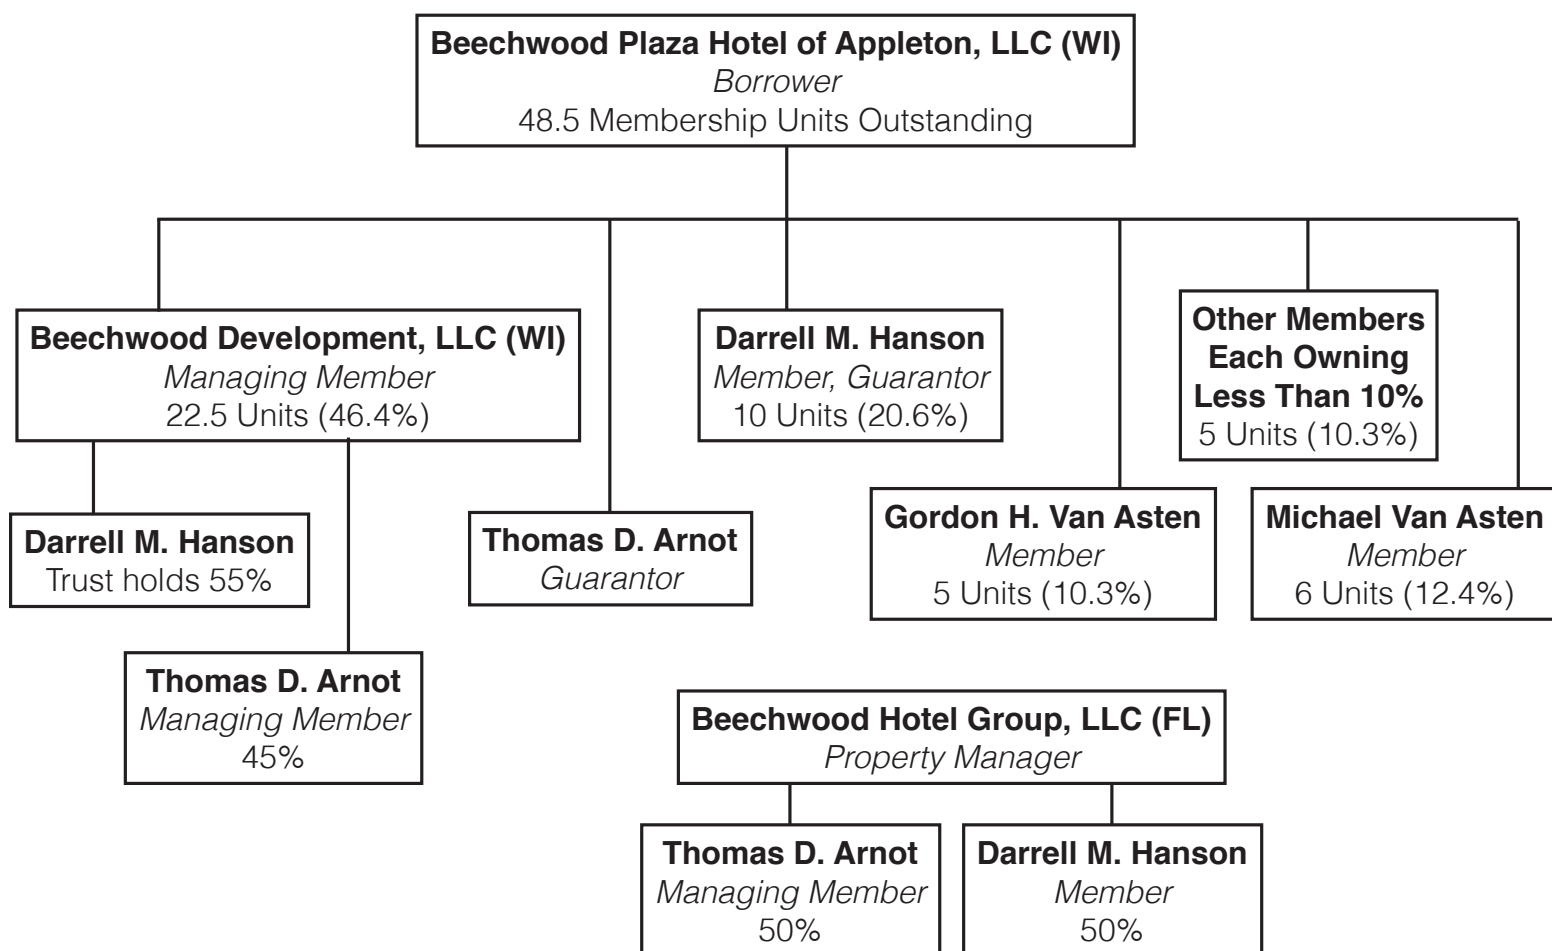 Beechwood Plaza Hotel of Appleton, LLC (WI)
Borrower
48.5 Membership Units Outstanding
Beechwood Development, LLC (WI)
Managing Member
22.5 Units (46.4%)
Darrell M. Hanson
Member, Guarantor
10 Units (20.6%)
Other Members
Each Owning
Less Than 10%
5 Units (10.3%)
Darrell M. Hanson
Trust holds 55%
Thomas D. Arnot
Guarantor
Gordon H. Van Asten
Member
5 Units (10.3%)
Michael Van Asten
Member
6 Units (12.4%)
Thomas D. Arnot
Managing Member
45%
Beechwood Hotel Group, LLC (FL)
Property Manager
Thomas D. Arnot
Managing Member
50%
Darrell M. Hanson
Member
50%